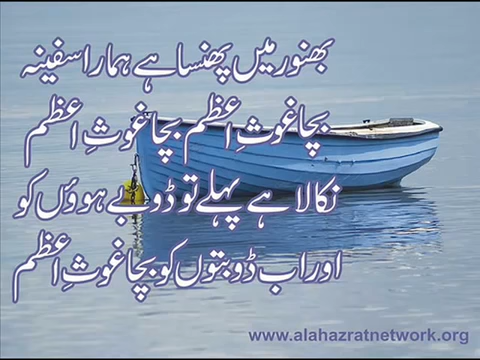 بھنور میں پھنسا ہے ہمارا سفینہ
بچا غوثِ اعظم بچا غوثِ اعظم
نکالا ہے پہلے تو ڈوبے ہوؤں کو
اور اب ڈوبتوں کو بچا غوثِ اعظم
www.alahazratnetwork.org